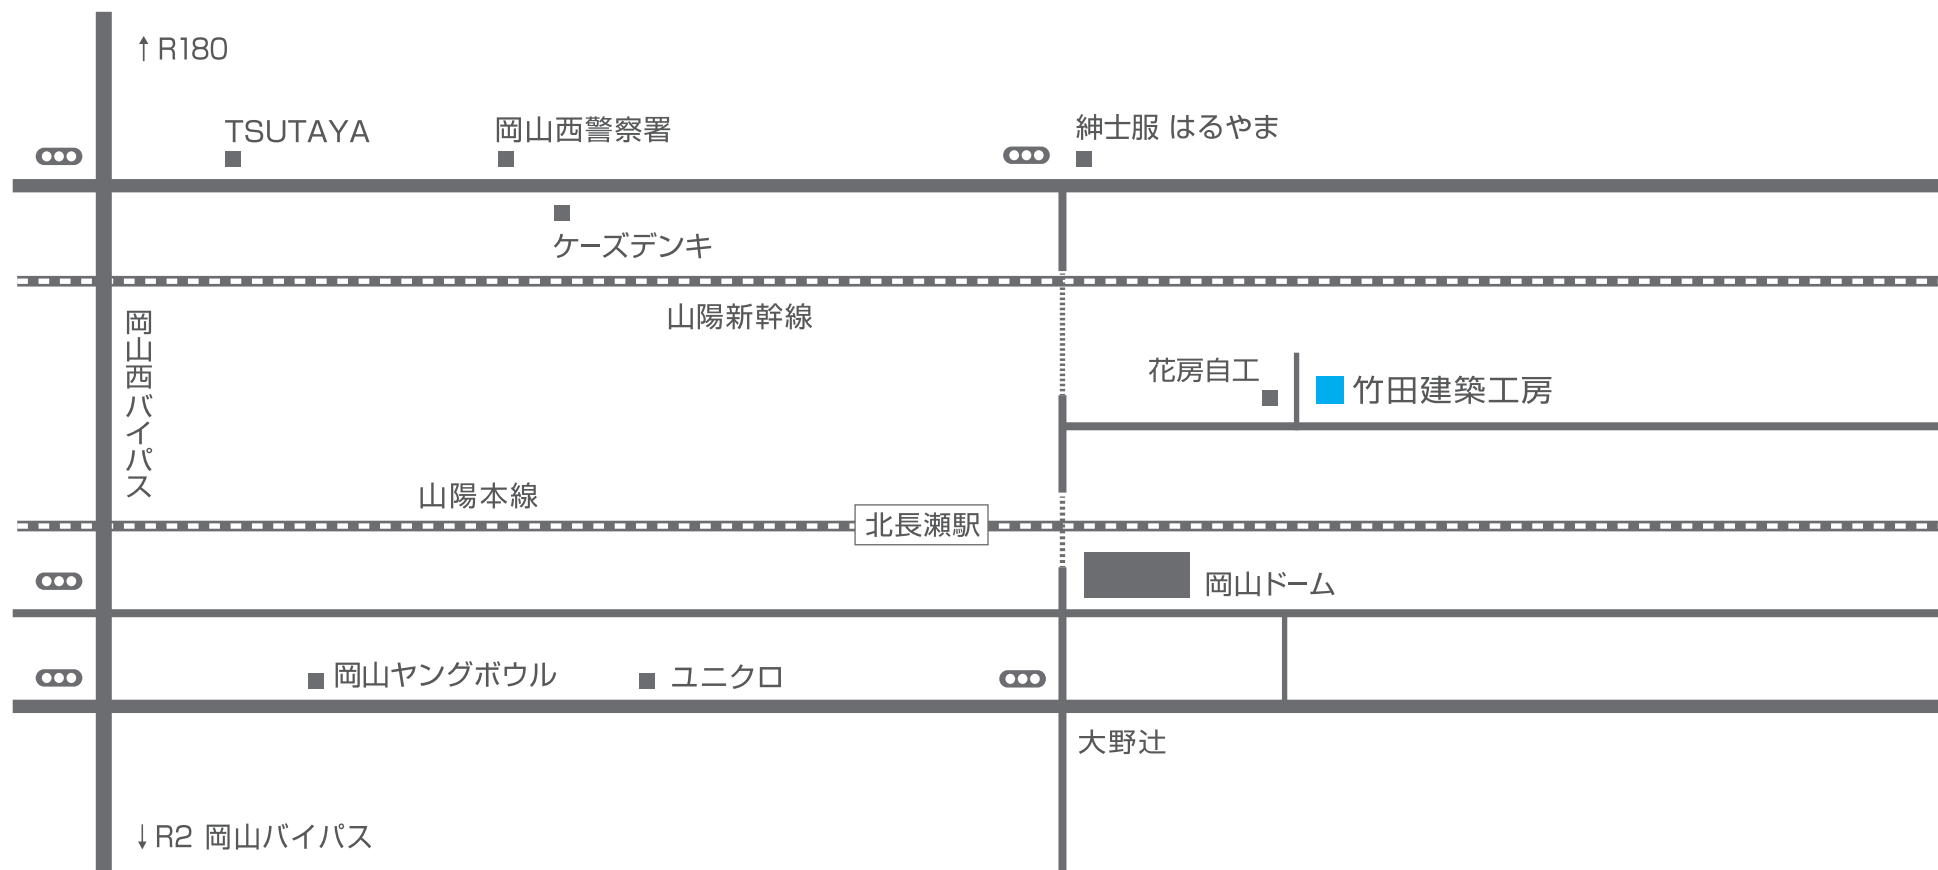 ↑ R180
TSUTAYA
岡山西警察署
紳士服 はるやま
ケーズデンキ
山陽新幹線
岡山西バイパス
花房自工
竹田建築工房
山陽本線
北長瀬駅
岡山ドーム
岡山ヤングボウル
ユニクロ
大野辻
↓ R2 岡山バイパス